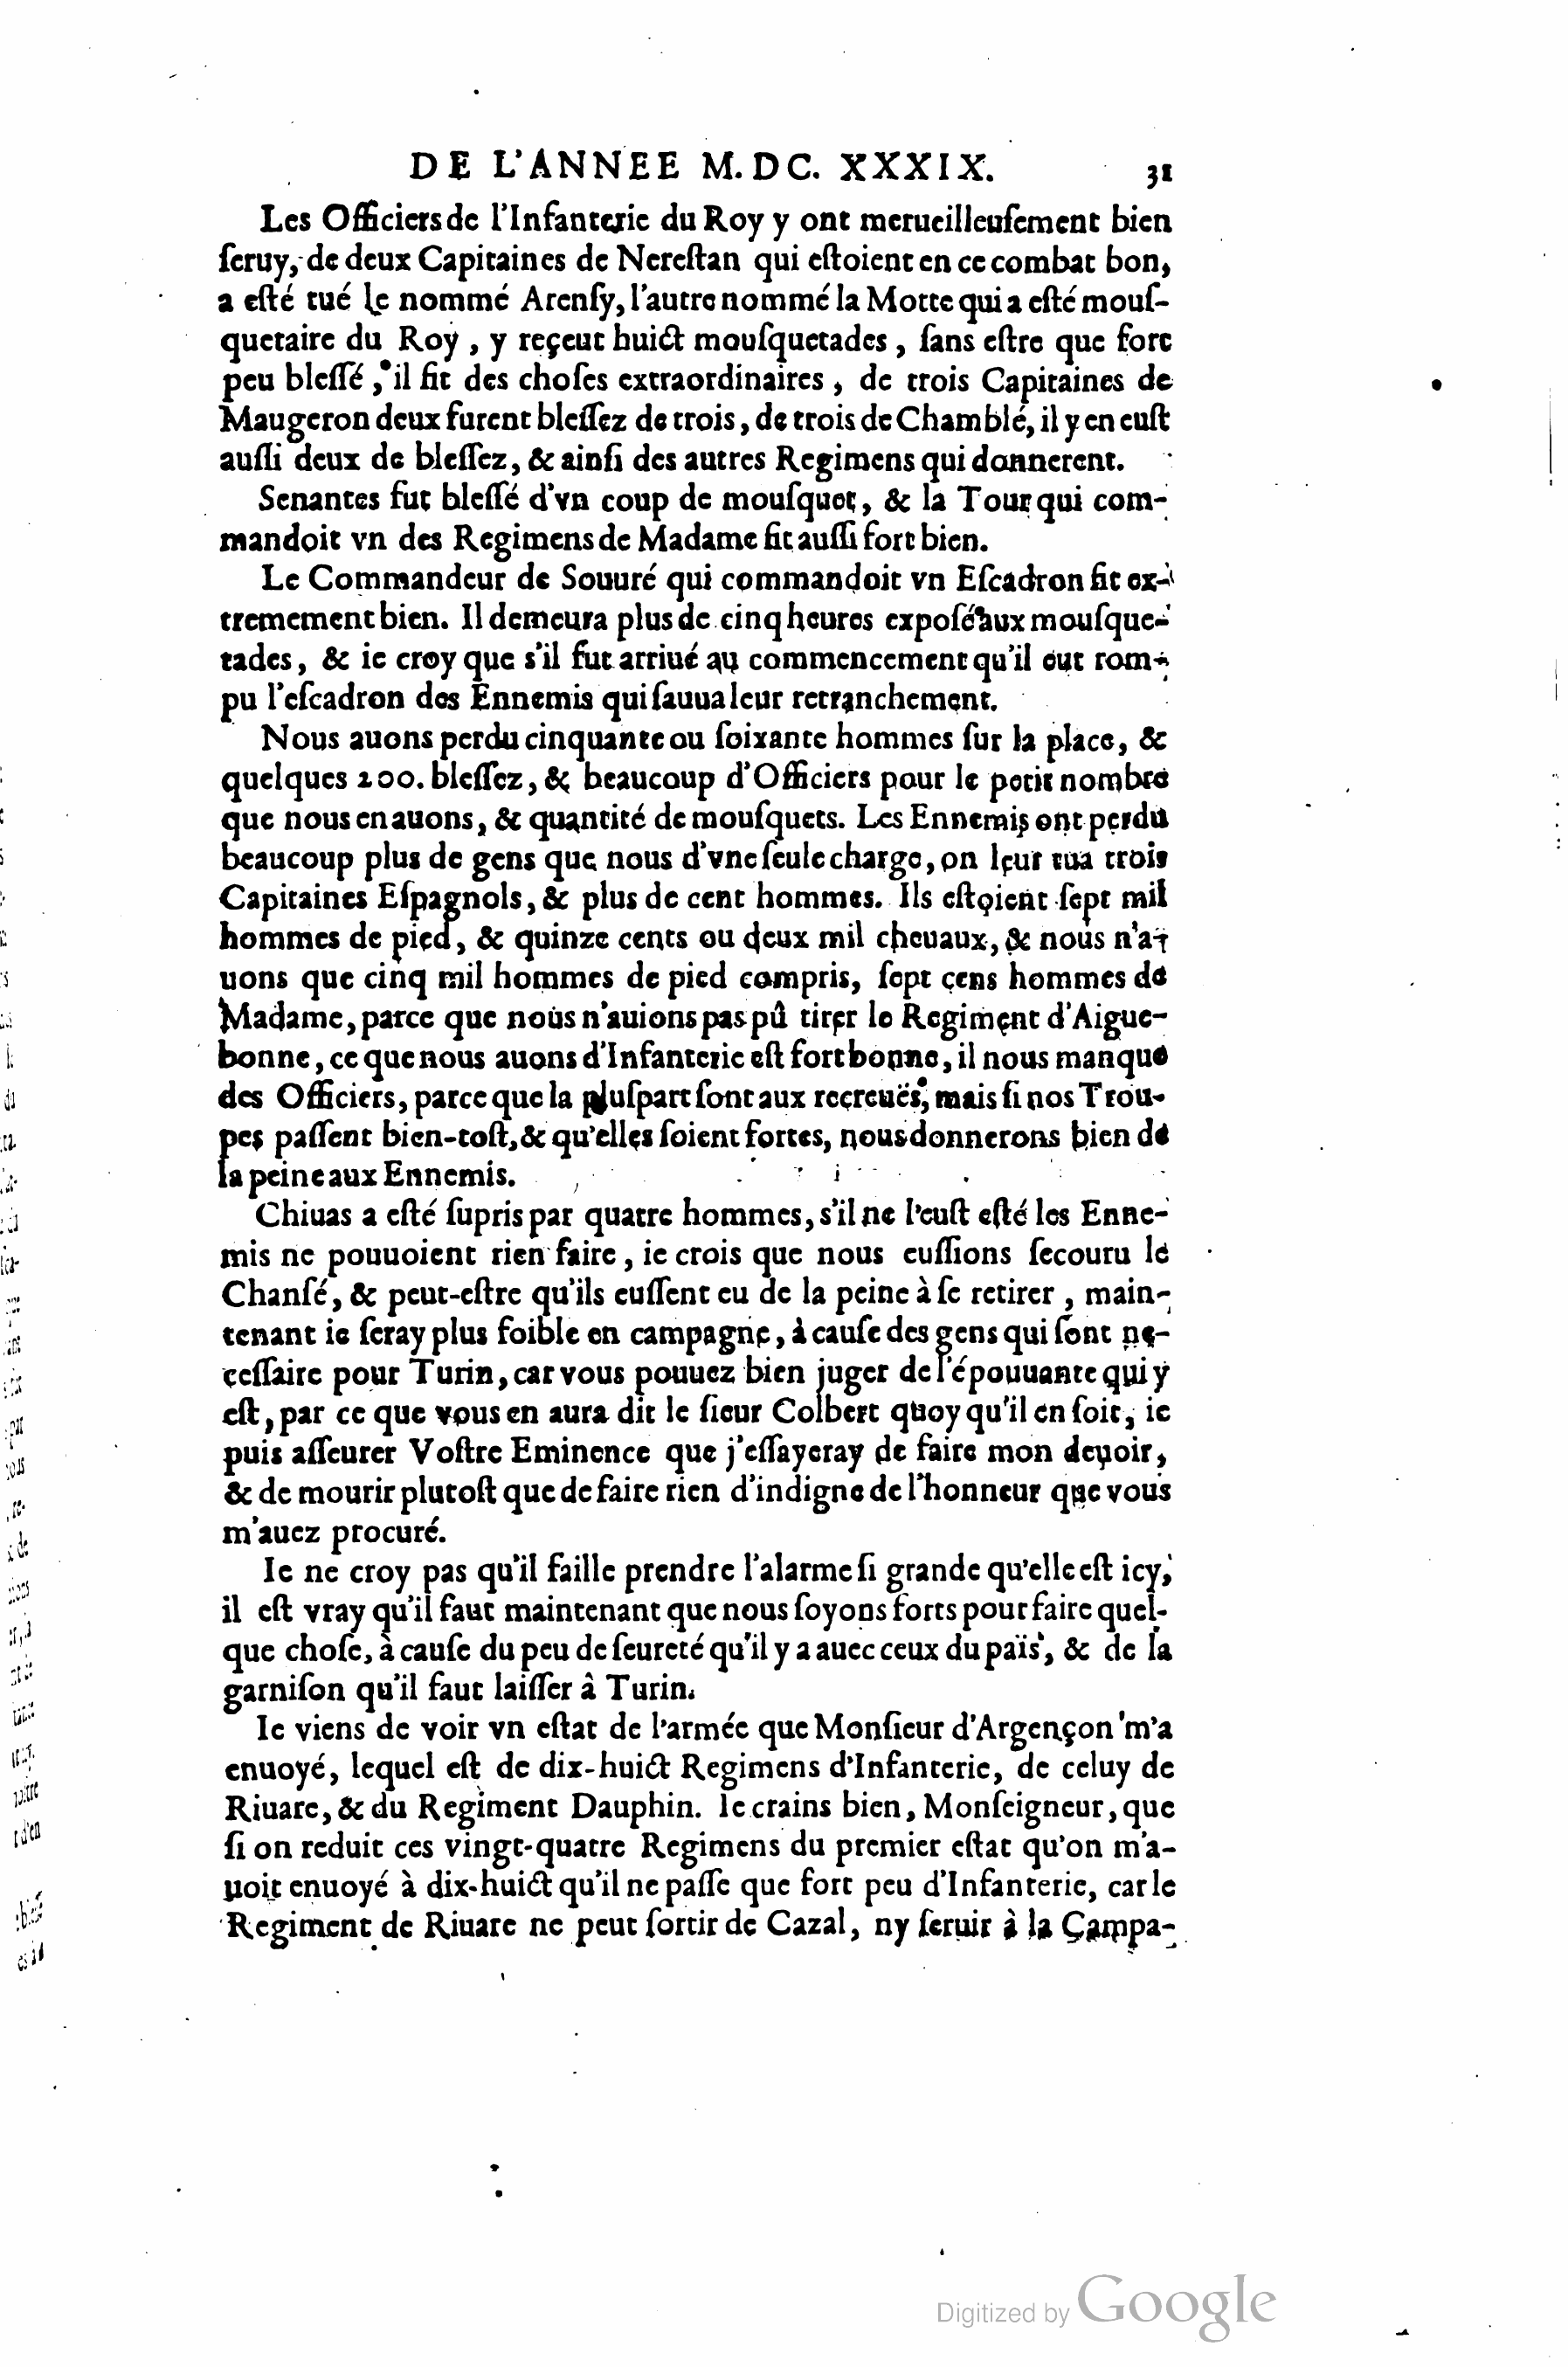 DE L'ANNEE M.DC. XXXIX. 31
Les Officiers de l'Infanterie du Roy y ont merueilleuſement bien
ſeruy, de deux Capitaines de Nereſtan qui eſtoient en ce combat bon,
a eſté tué le nommé Arenſy, l'autre nommé la Motte qui a eſté mouſ-
quetaire du Roy, y reçeut huict mouſquetades, ſans eſtre que fort
peu bleſſé, il fit des choſes extraordinaires, de trois Capitaines de
Maugeron deux furent bleſſez de trois, de trois de Chamblé, il y en euſt
auſſi deux de bleſſez, & ainſi des autres Regimens qui donnerent.
Senantes fut bleſſé d'vn coup de mouſquet, & la Tour qui com-
mandoit vn des Regimens de Madame fit auſſi fort bien.
Le Commandeur de Souuré qui commandoit vn Eſcadron fit ex-
tremement bien. Il demeura plus de cinq heures expoſé aux mouſque-
tades, & ie croy que s'il fut arriué au commencement qu'il eut rom-
pu l'eſcadron des Ennemis qui ſauua leur retranchement.
Nous auons perdu cinquante ou ſoixante hommes ſur la place, &
quelques 200. bleſſez, & beaucoup d'Officiers pour le petit nombre
que nous en auons, & quantité de mouſquets. Les Ennemis ont perdu
beaucoup plus de gens que nous d'vne ſeule charge, on leur tua trois
Capitaines Eſpagnols, & plus de cent hommes. Ils eſtoient ſept mil
hommes de pied, & quinze cents ou deux mil cheuaux, & nous n'a-
uons que cinq mil hommes de pied compris, ſept cens hommes de
Madame, parce que nous n'auions pas pû tirer le Regiment d'Aigue-
bonne, ce que nous auons d'Infanterie eſt fort bonne, il nous manque
des Officiers, parce que la pluſpart ſont aux recreuës, mais ſi nos Trou-
pes paſſent bien-toſt, & qu'elles ſoient fortes, nous donnerons bien de
la peine aux Ennemis.
Chiuas a eſté ſupris par quatre hommes, s'il ne l'euſt eſté les Enne-
mis ne pouuoient rien faire, ie crois que nous euſſions ſecouru le
Chanſé, & peut-eſtre qu'ils euſſent eu de la peine à ſe retirer, main-
tenant ie ſeray plus foible en campagne, à cauſe des gens qui ſont ne-
ceſſaire pour Turin, car vous pouuez bien juger de l'épouuante qui y
eſt, par ce que vous en aura dit le ſieur Colbert quoy qu'il en ſoit, ie
puis aſſeurer Voſtre Eminence que j'eſſayeray de faire mon deuoir,
& de mourir plutoſt que de faire rien d'indigne de l'honneur que vous
m'auez procuré.
Ie ne croy pas qu'il faille prendre l'alarme ſi grande qu'elle eſt icy,
il eſt vray qu'il faut maintenant que nous ſoyons forts pour faire quel-
que choſe, à cauſe du peu de ſeureté qu'il y a auec ceux du païs, & de la
garniſon qu'il faut laiſſer â Turin.
Ie viens de voir vn eſtat de l'armée que Monſieur d'Argençon m'a
enuoyé, lequel eſt de dix-huict Regimens d'Infanterie, de celuy de
Riuare, & du Regiment Dauphin. Ie crains bien, Monſeigneur, que
ſi on reduit ces vingt-quatre Regimens du premier eſtat qu'on m'a-
uoit enuoyé à dix-huict qu'il ne paſſe que fort peu d'Infanterie, car le
Regiment de Riuare ne peut ſortir de Cazal, ny ſeruir à la Campa-
Digitized by Google